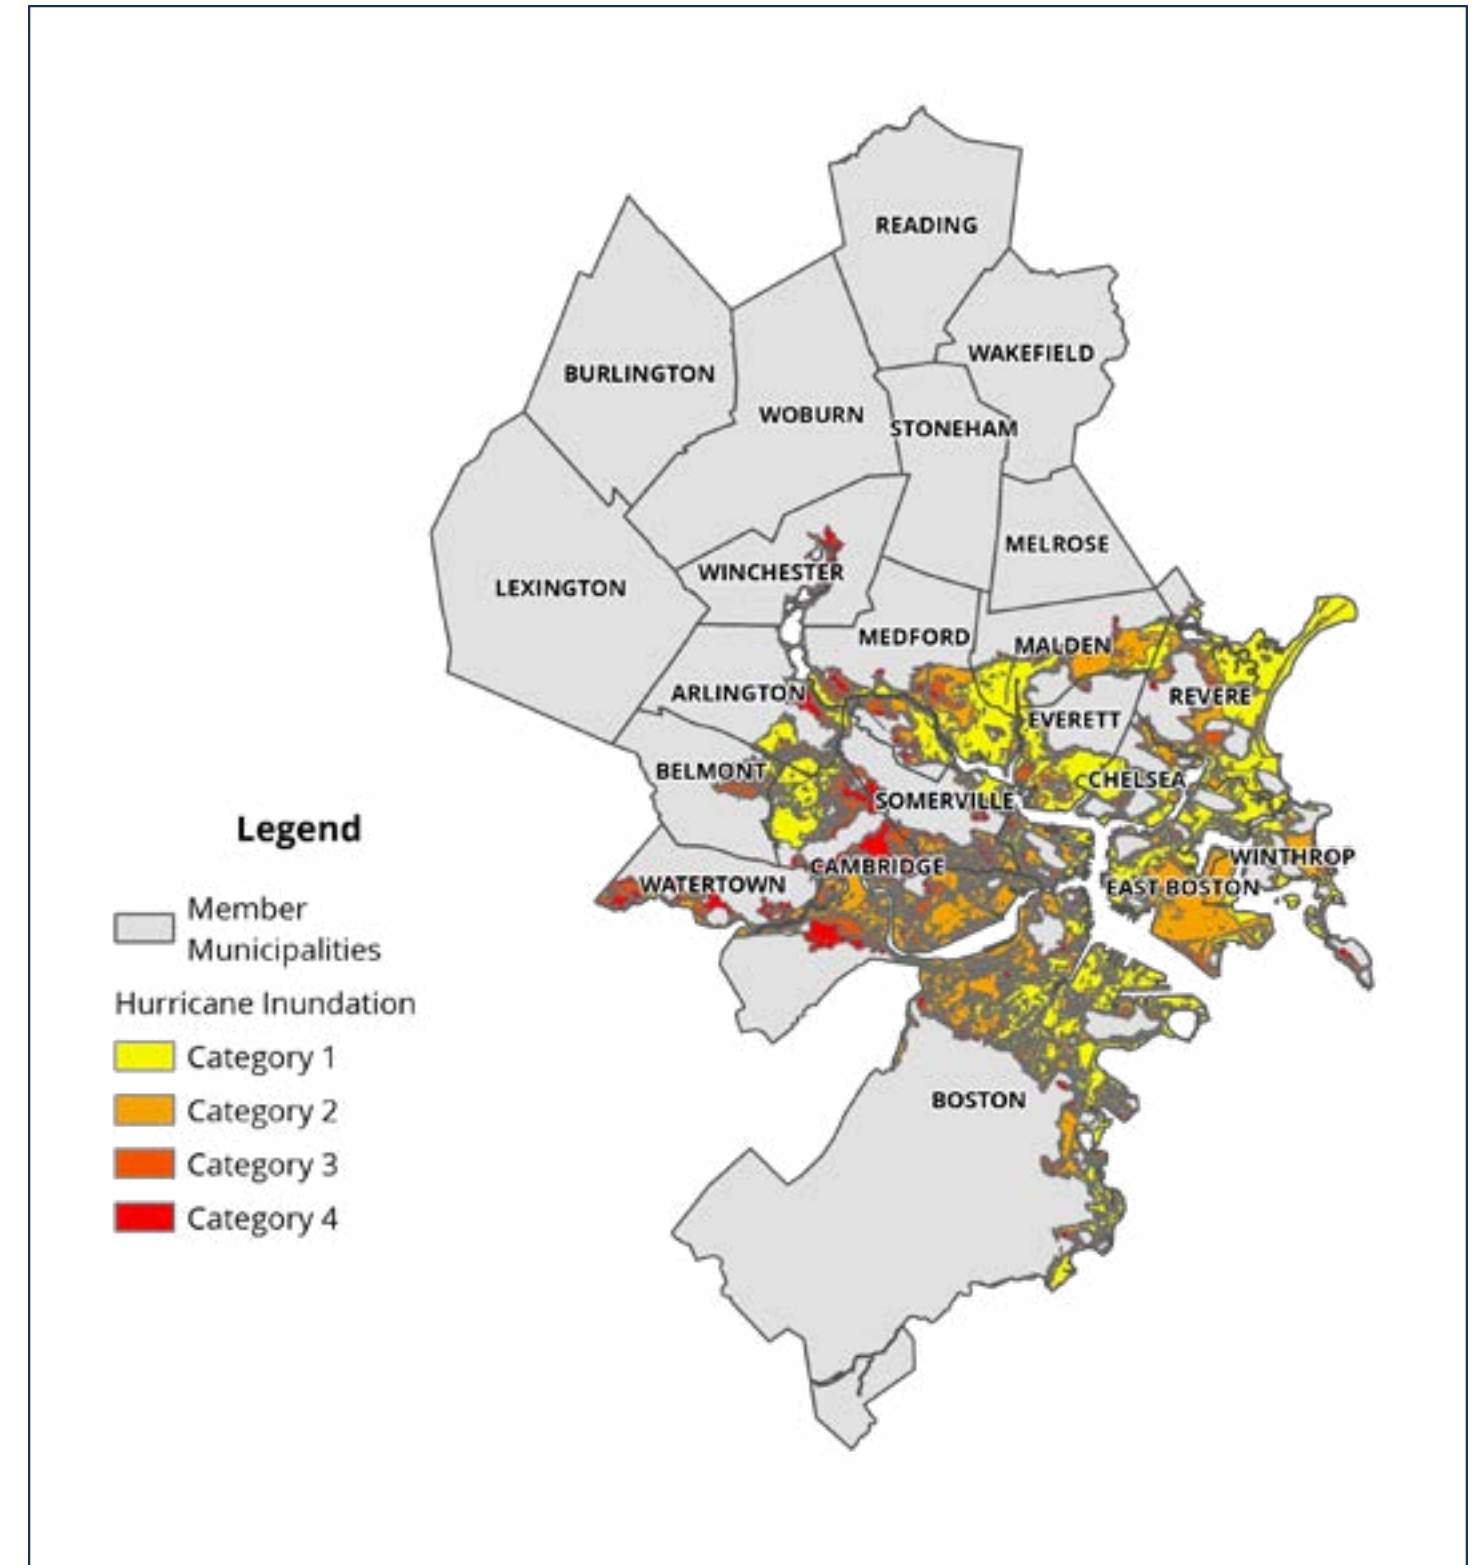 READING
WAKEFIELD
BURLINGTON
WOBURN
STONEHAM
MELROSE
WINCHESTER
LEXINGTON
MEDFORD
MALDEN
ARLINGTON
REVERE
EVERETT
BELMONT
CHELSEA
SOMERVILLE
WINTHROP
CAMBRIDGE
WATERTOWN
EAST BOSTON
BOSTON
Legend
Member
Municipalities
Hurricane Inundation
Category 1
Category 2
Category 3
Category 4